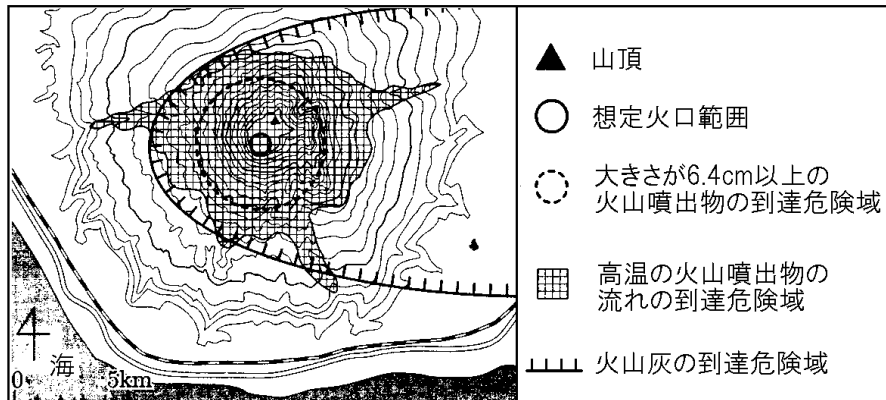 山頂
想定火口範囲
大きさが6.4cm以上の
火山噴出物の到達危険域
高温の火山噴出物の
流れの到達危険域
火山灰の到達危険域
海
0 5km